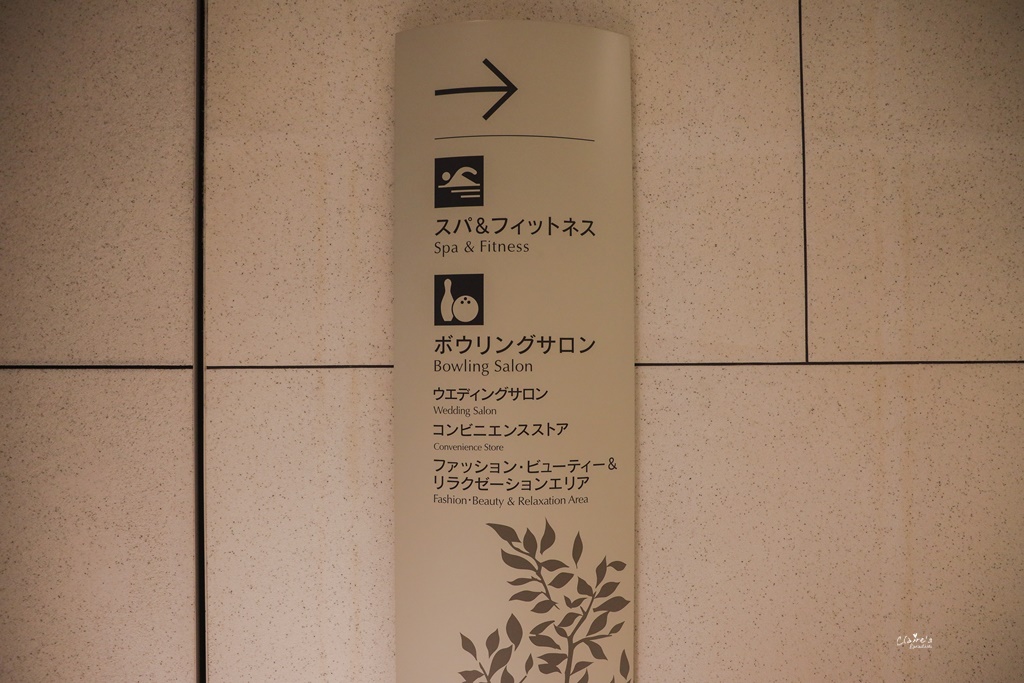 スパ&フィットネス
Spa & Fitness
ボウリングサロン
Bowling Salon
ウエディングサロン
Wedding Salon
コンビニエンスストア
Convenience Store
ファッション・ビューティー&
リラクゼーションエリア
Fashion・Beauty & Relaxation Area
Claire's